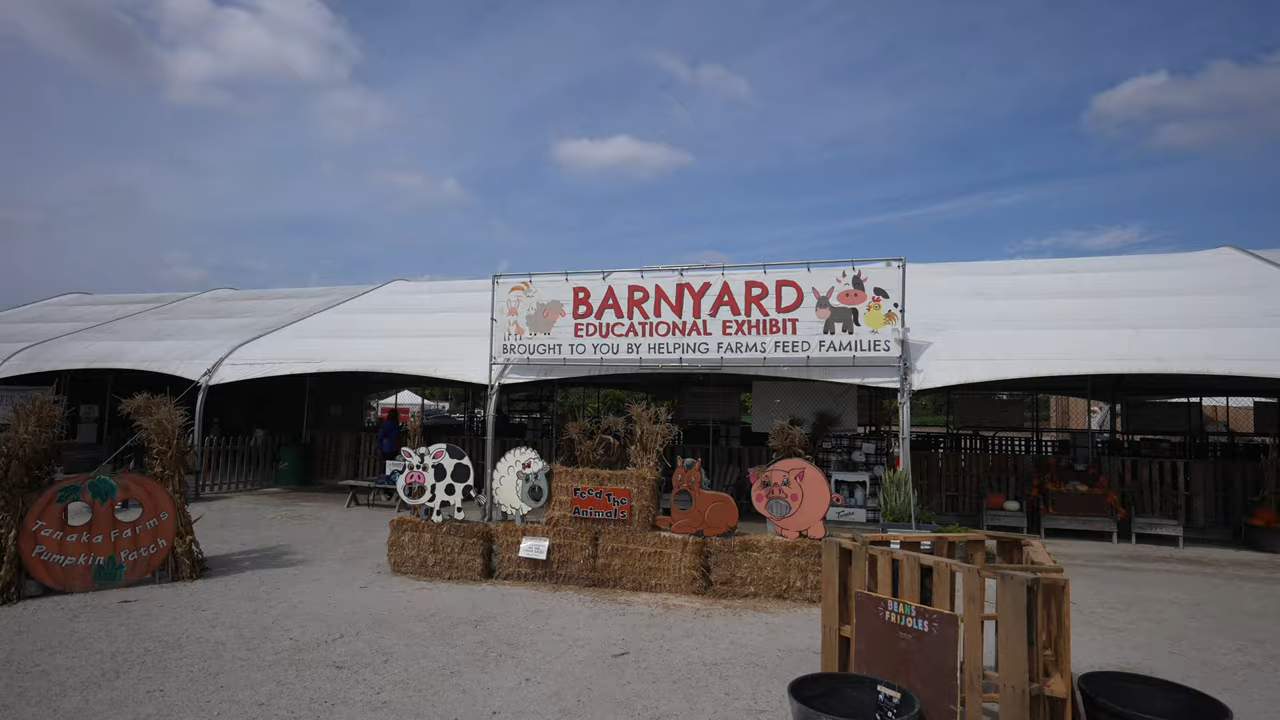 BARNYARD
EDUCATIONAL EXHIBIT
BROUGHT TO YOU BY HELPING FARMS FEED FAMILIES
Feed The
Animals
Tanaka Farms
Pumpkin Patch
BEANS
FRIJOLES